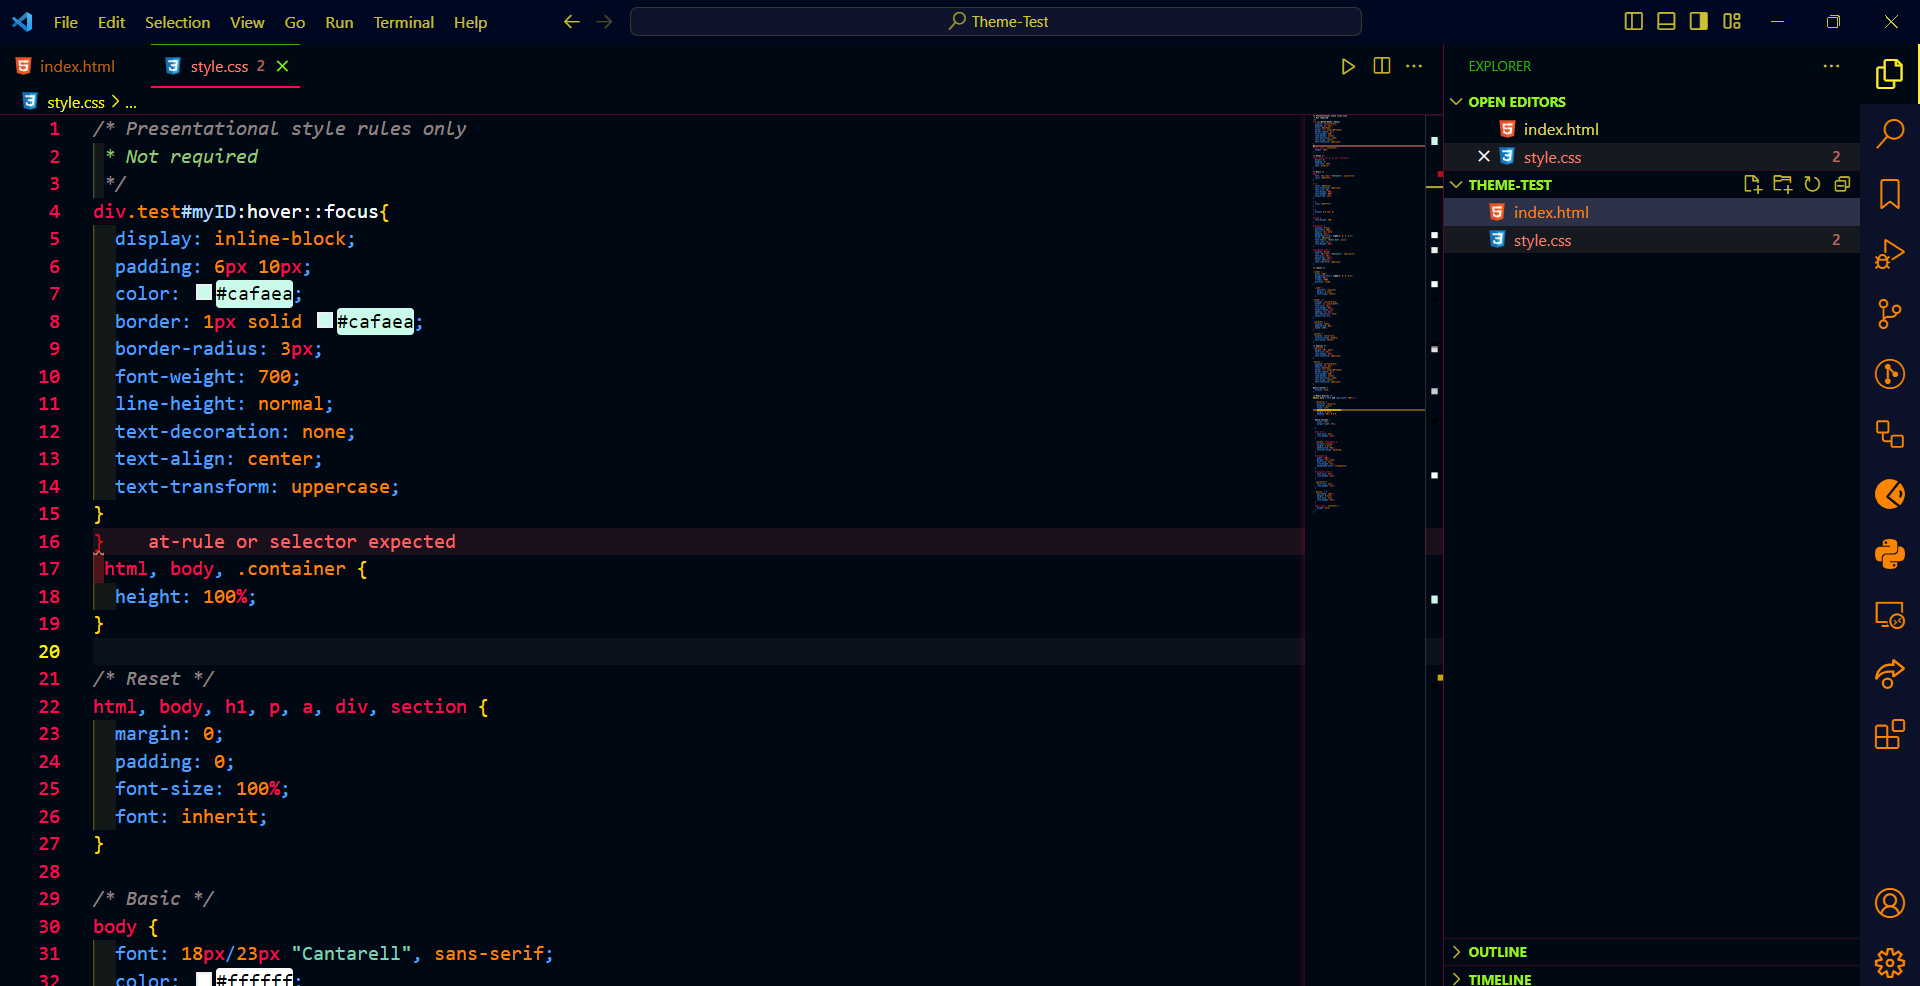 File Edit Selection View Go Run Terminal Help
Theme-Test
index.html
style.css 2
style.css > ...
1 /* Presentational style rules only
2 * Not required
3 */
4 div.test#myID:hover::focus{
5 display: inline-block;
6 padding: 6px 10px;
7 color: #cafaea;
8 border: 1px solid #cafaea;
9 border-radius: 3px;
10 font-weight: 700;
11 line-height: normal;
12 text-decoration: none;
13 text-align: center;
14 text-transform: uppercase;
15 }
16 } at-rule or selector expected
17 html, body, .container {
18 height: 100%;
19 }
20
21 /* Reset */
22 html, body, h1, p, a, div, section {
23 margin: 0;
24 padding: 0;
25 font-size: 100%;
26 font: inherit;
27 }
28
29 /* Basic */
30 body {
31 font: 18px/23px "Cantarell", sans-serif;
32 color: #ffffff;
EXPLORER
OPEN EDITORS
index.html
style.css 2
THEME-TEST
index.html
style.css 2
OUTLINE
TIMELINE